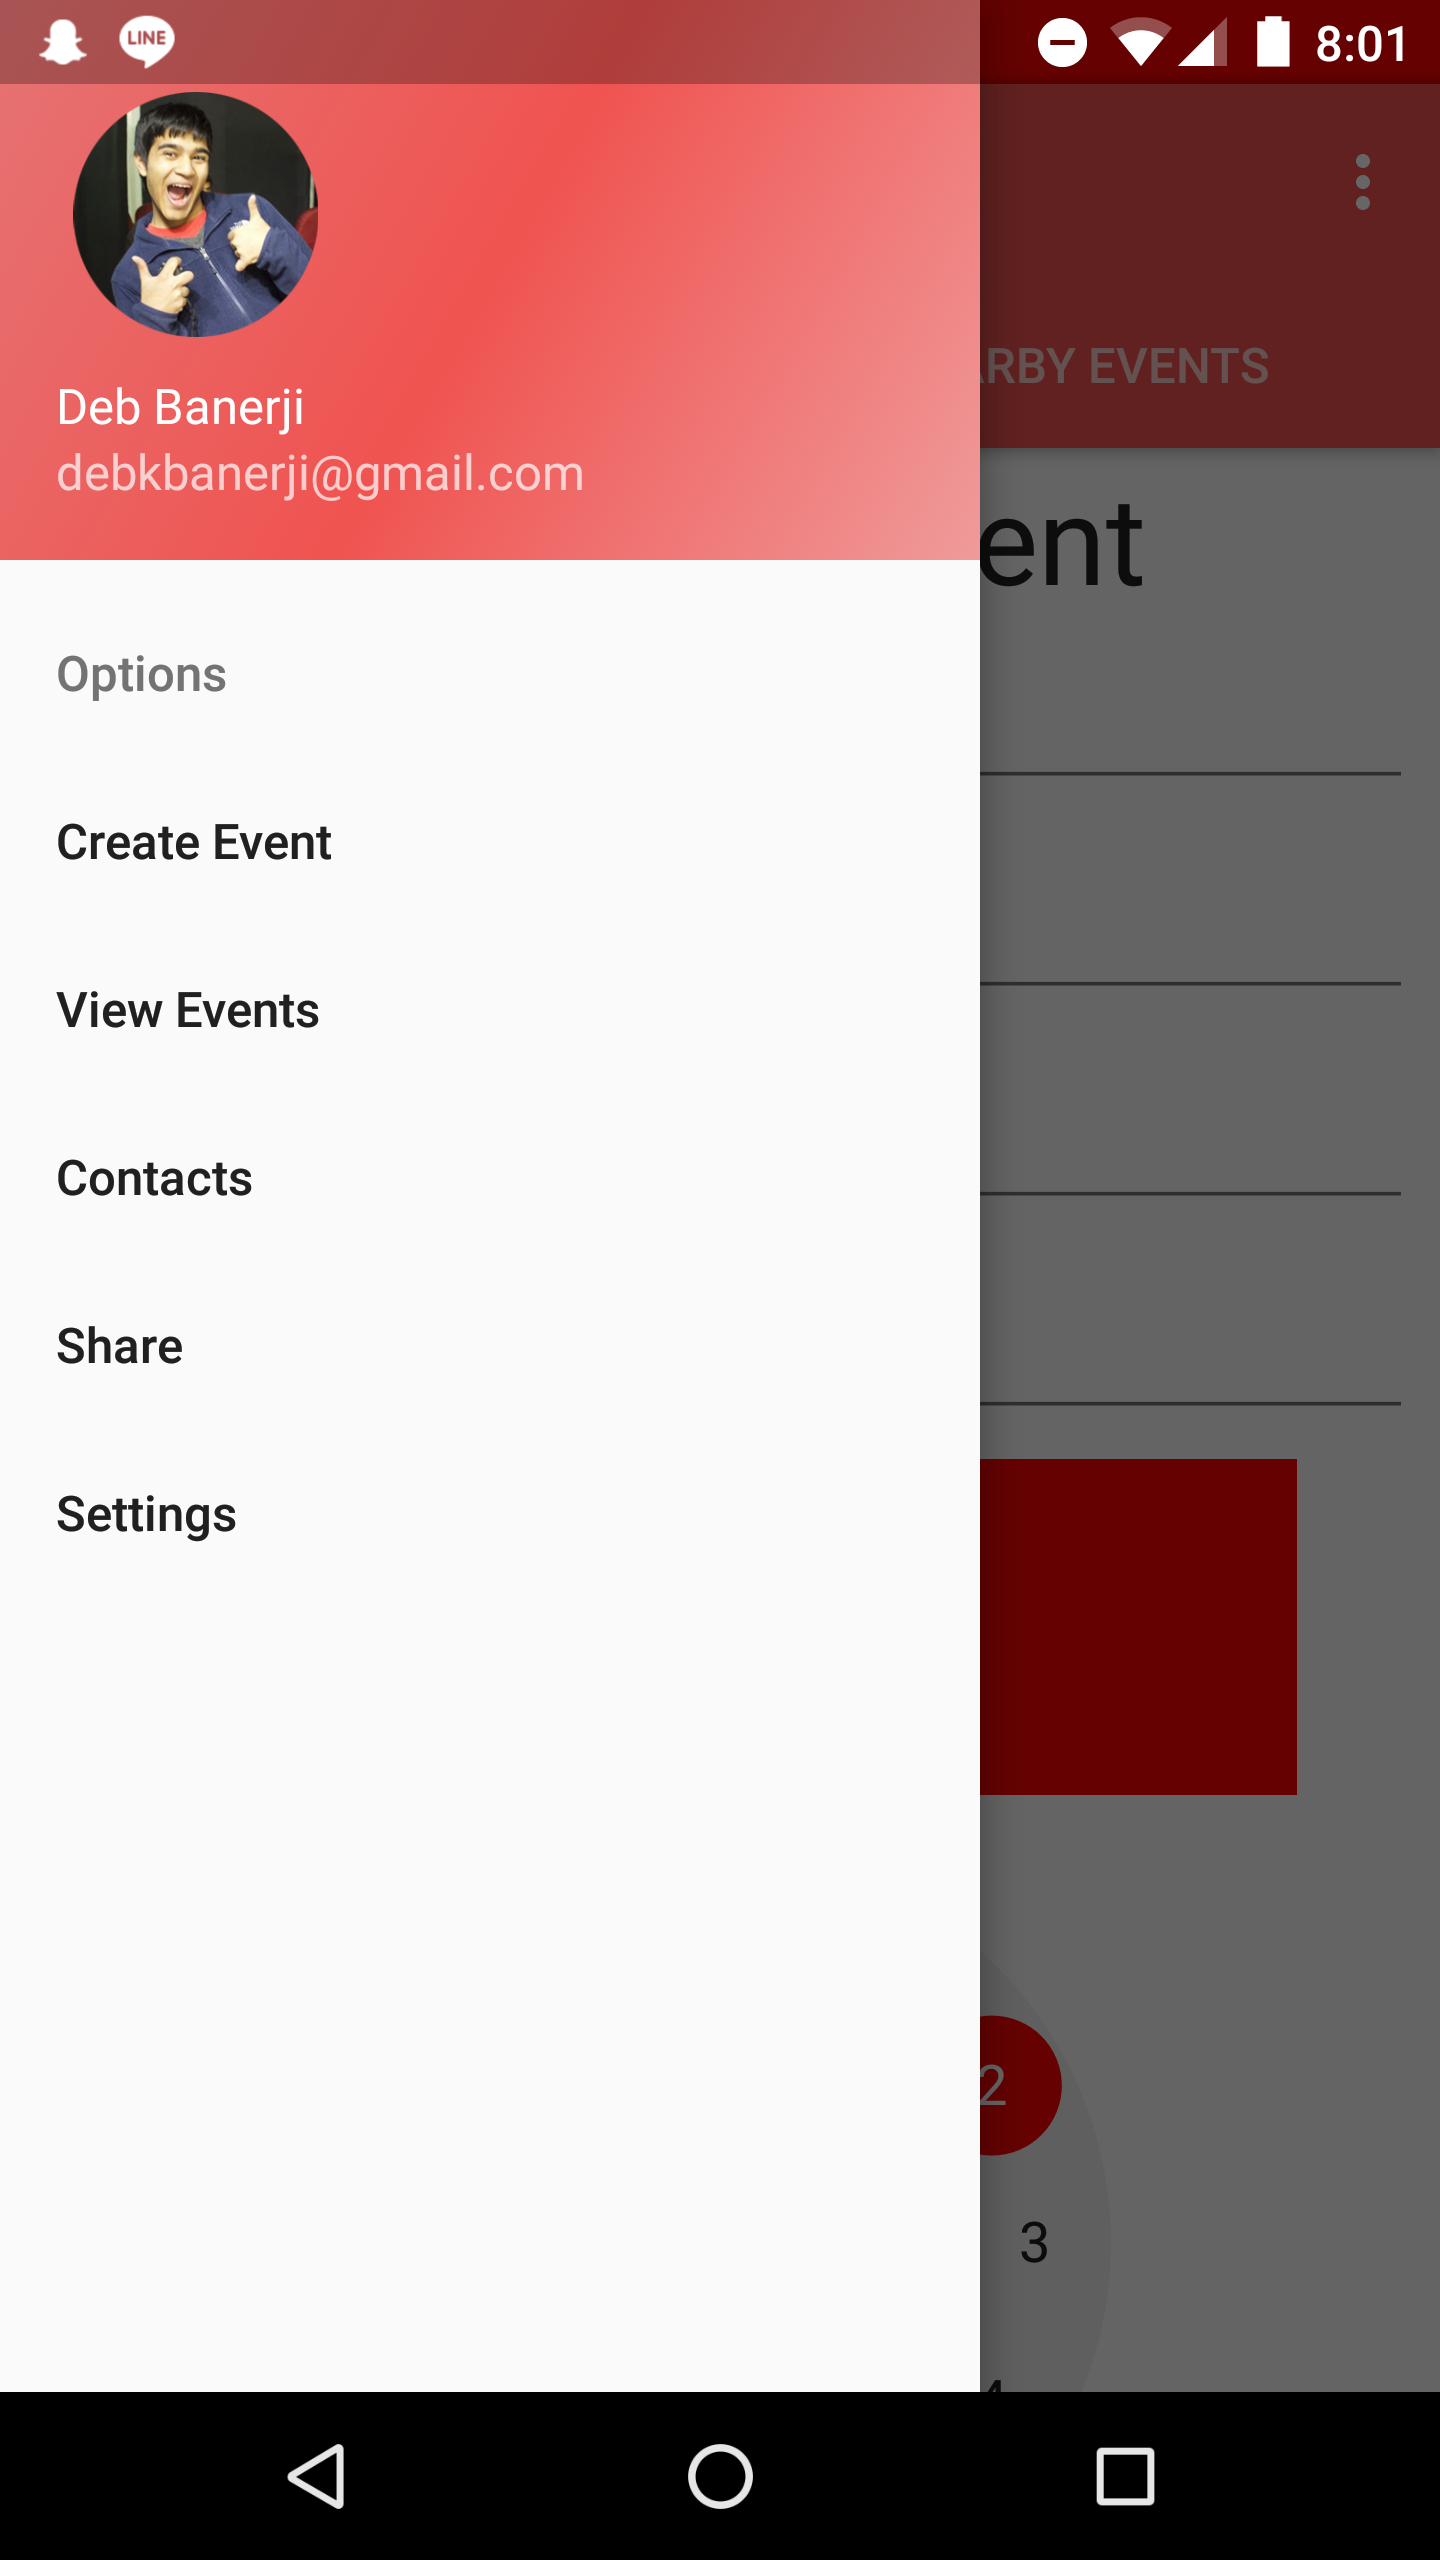 LINE
8:01
Deb Banerji
debkbanerji@gmail.com
RBY EVENTS
ent
Options
Create Event
View Events
Contacts
Share
Settings
2
3
4